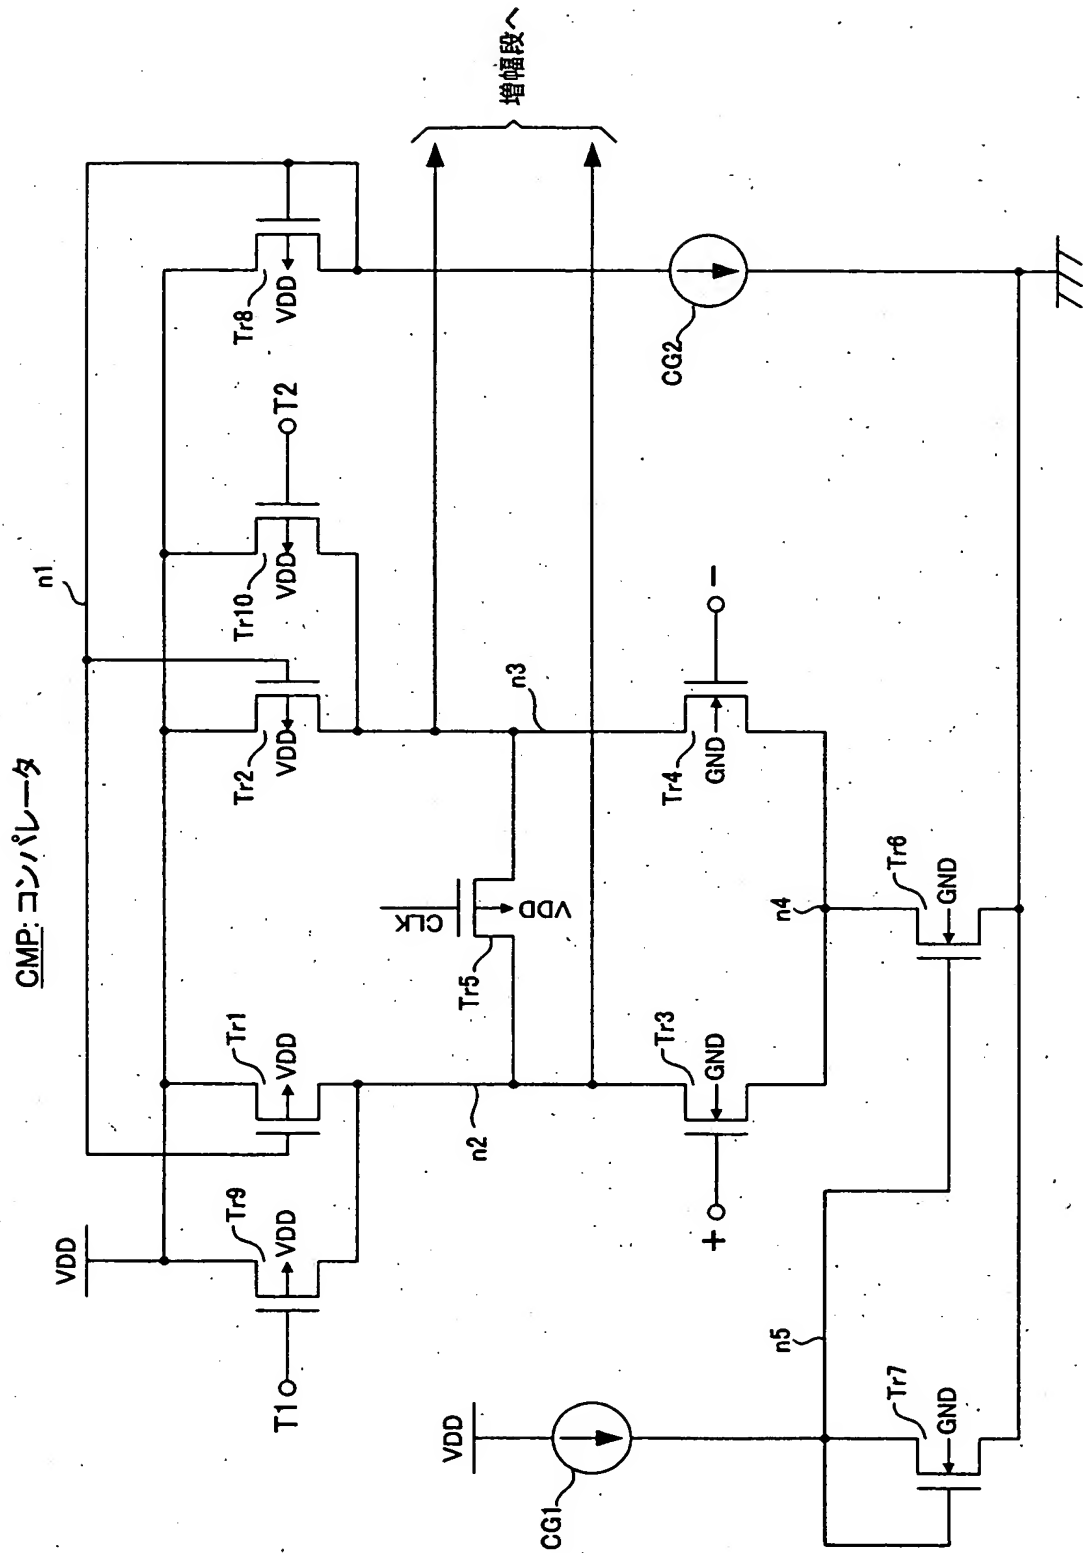 CMP: コンパレータ
n1
VDD
T1
Tr9
VDD
Tr1
VDD
Tr2
VDD
Tr10
VDD
T2
Tr8
VDD
増幅段へ
CLK
Tr5
VDD
n2
n3
+
Tr3
GND
Tr4
GND
-
CG2
VDD
CG1
n4
n5
Tr7
GND
Tr6
GND